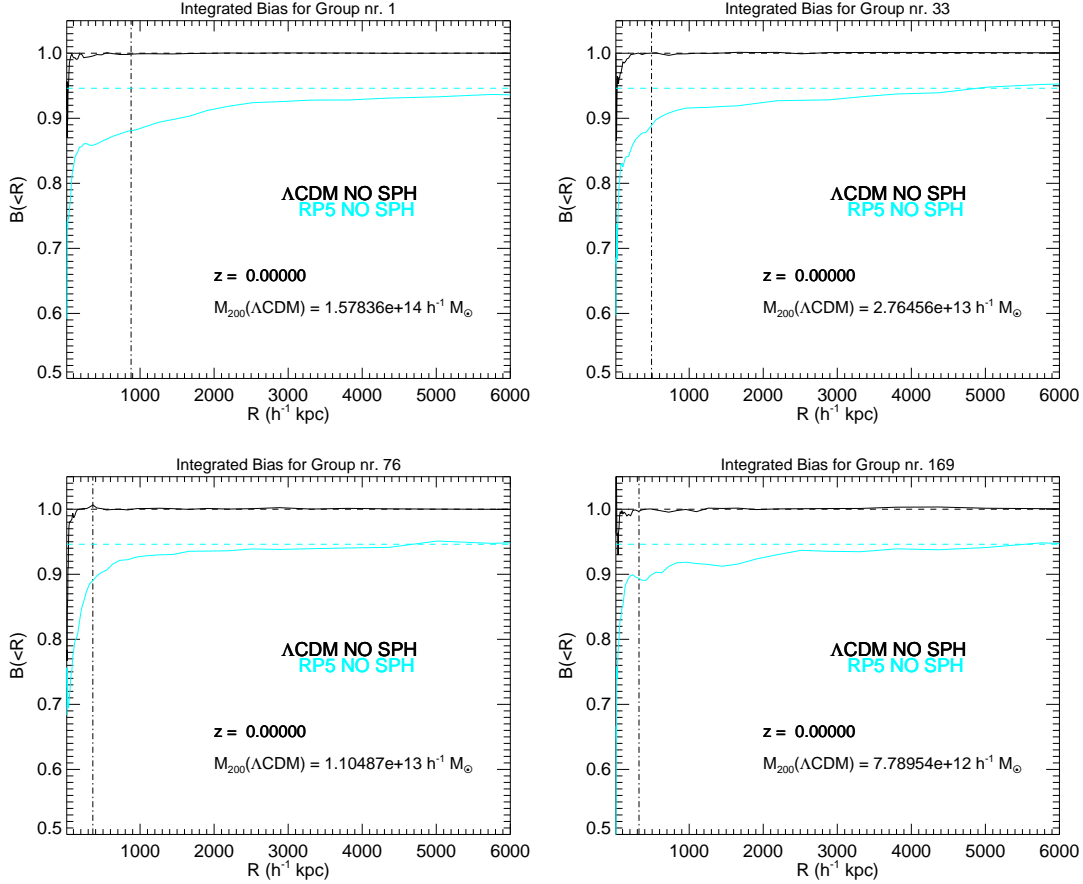 Integrated Bias for Group nr. 1
1.0
0.9
0.8
0.7
0.6
0.5
B(<R)
ΛCDM NO SPH
RP5 NO SPH
z = 0.00000
M₂₀₀(ΛCDM) = 1.57836e+14 h⁻¹ M☉
1000 2000 3000 4000 5000 6000
R (h⁻¹ kpc)
Integrated Bias for Group nr. 33
1.0
0.9
0.8
0.7
0.6
0.5
B(<R)
ΛCDM NO SPH
RP5 NO SPH
z = 0.00000
M₂₀₀(ΛCDM) = 2.76456e+13 h⁻¹ M☉
1000 2000 3000 4000 5000 6000
R (h⁻¹ kpc)
Integrated Bias for Group nr. 76
1.0
0.9
0.8
0.7
0.6
0.5
B(<R)
ΛCDM NO SPH
RP5 NO SPH
z = 0.00000
M₂₀₀(ΛCDM) = 1.10487e+13 h⁻¹ M☉
1000 2000 3000 4000 5000 6000
R (h⁻¹ kpc)
Integrated Bias for Group nr. 169
1.0
0.9
0.8
0.7
0.6
0.5
B(<R)
ΛCDM NO SPH
RP5 NO SPH
z = 0.00000
M₂₀₀(ΛCDM) = 7.78954e+12 h⁻¹ M☉
1000 2000 3000 4000 5000 6000
R (h⁻¹ kpc)